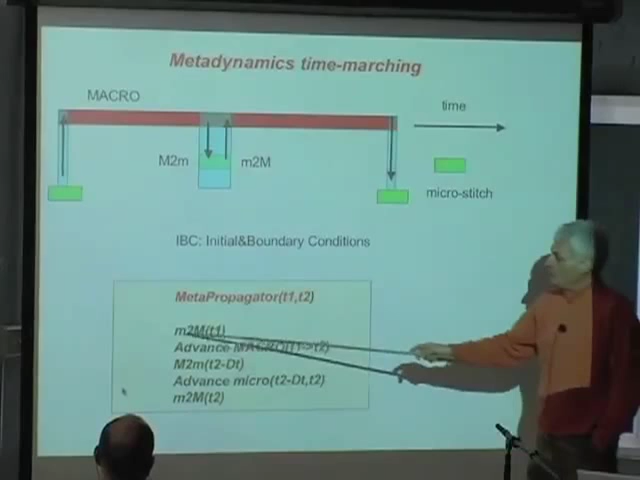 Metadynamics time-marching
MACRO
time
M2m
m2M
micro-stitch
IBC: Initial&Boundary Conditions
MetaPropagator(t1,t2)
m2M(t1)
Advance MACRO(t1->t2)
M2m(t2-Dt)
Advance micro(t2-Dt,t2)
m2M(t2)